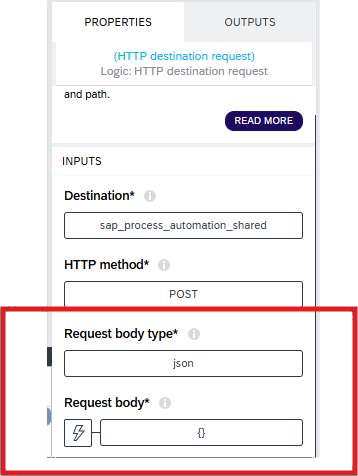 PROPERTIES OUTPUTS
(HTTP destination request)
Logic: HTTP destination request
and path.
READ MORE
INPUTS
Destination*
sap_process_automation_shared
HTTP method*
POST
Request body type*
json
Request body*
{}